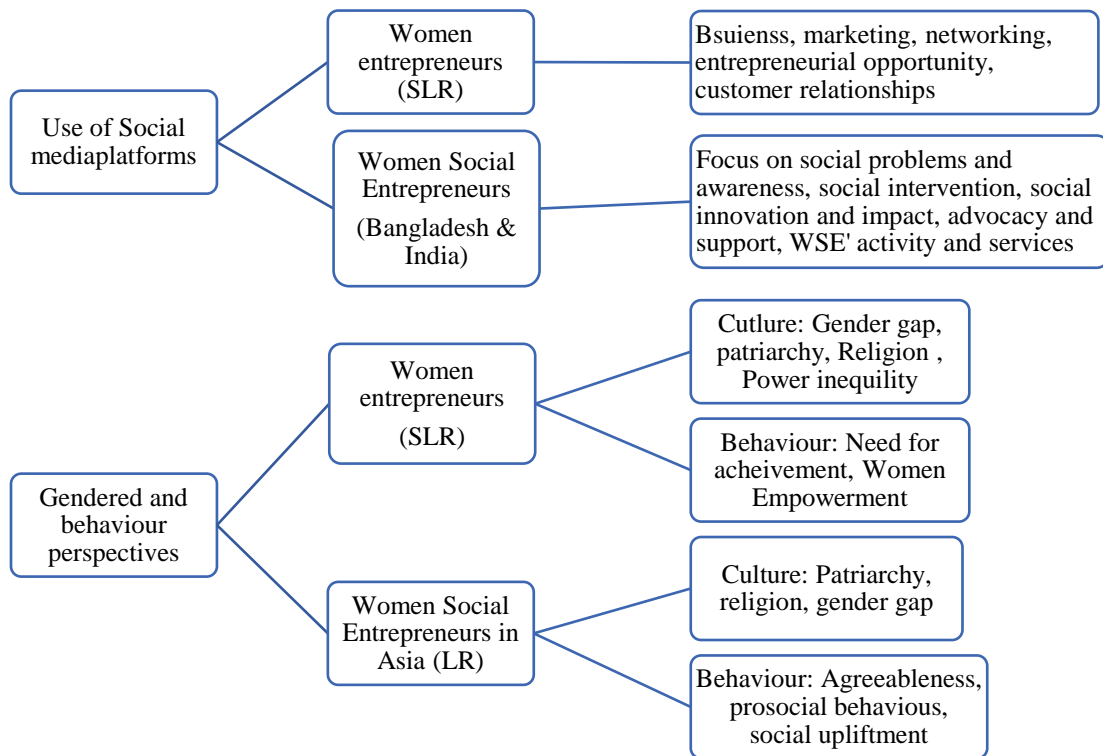 Women
entrepreneurs
(SLR)
Bsuienss, marketing, networking,
entrepreneurial opportunity,
customer relationships
Use of Social
mediaplatforms
Women Social
Entrepreneurs
(Bangladesh &
India)
Focus on social problems and
awareness, social intervention, social
innovation and impact, advocacy and
support, WSE' activity and services
Women
entrepreneurs
(SLR)
Cutlure: Gender gap,
patriarchy, Religion ,
Power inequility
Behaviour: Need for
acheivement, Women
Empowerment
Gendered and
behaviour
perspectives
Women Social
Entrepreneurs in
Asia (LR)
Culture: Patriarchy,
religion, gender gap
Behaviour: Agreeableness,
prosocial behavious,
social upliftment